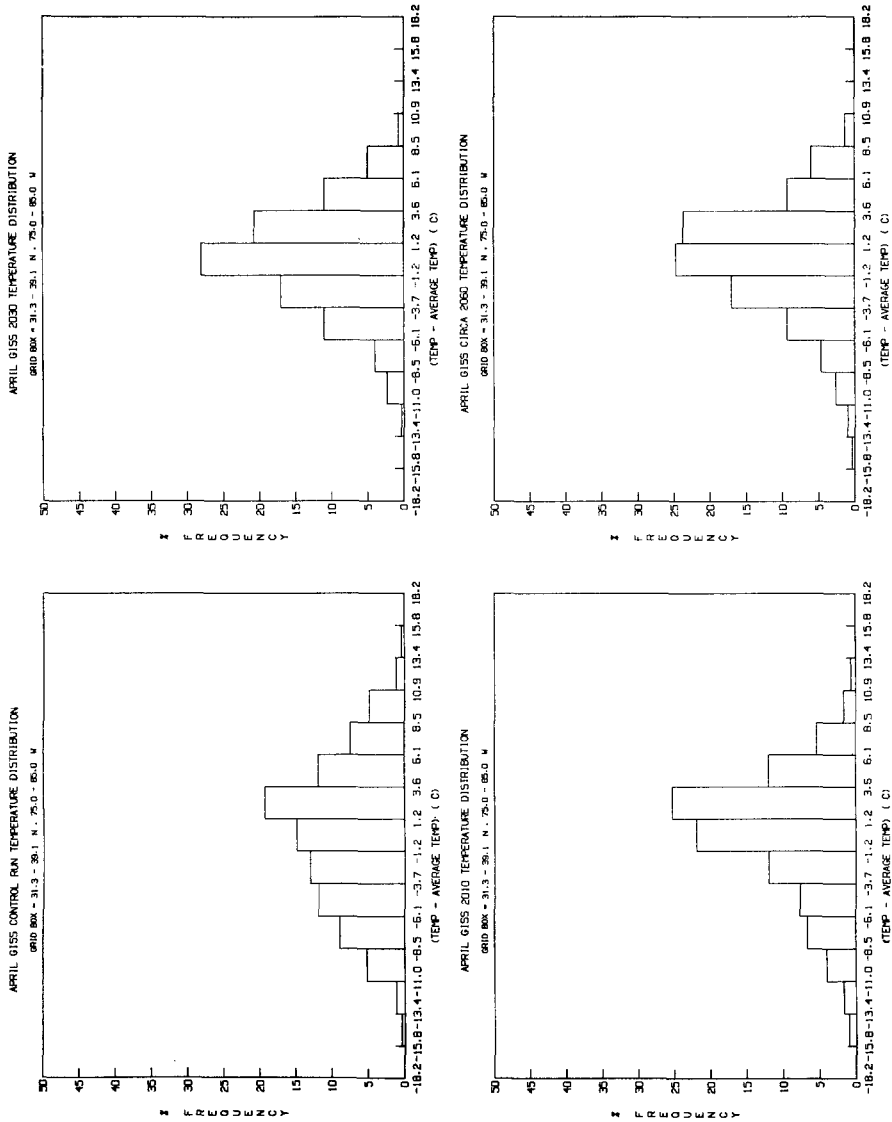 APRIL GISS CONTROL RUN TEMPERATURE DISTRIBUTION
GRID BOX = 31.3 - 39.1 N . 75.0 - 85.0 W
50
45
40
35
30
25
20
15
10
5
0
% FREQUENCY
-18.2 -15.8 -13.4 -11.0 -8.5 -6.1 -3.7 -1.2 1.2 3.6 6.1 8.5 10.9 13.4 15.8 18.2
(TEMP - AVERAGE TEMP) ( C)
APRIL GISS 2030 TEMPERATURE DISTRIBUTION
GRID BOX = 31.3 - 39.1 N . 75.0 - 85.0 W
50
45
40
35
30
25
20
15
10
5
0
% FREQUENCY
-18.2 -15.8 -13.4 -11.0 -8.5 -6.1 -3.7 -1.2 1.2 3.6 6.1 8.5 10.9 13.4 15.8 18.2
(TEMP - AVERAGE TEMP) ( C)
APRIL GISS 2010 TEMPERATURE DISTRIBUTION
GRID BOX = 31.3 - 39.1 N . 75.0 - 85.0 W
50
45
40
35
30
25
20
15
10
5
0
% FREQUENCY
-18.2 -15.8 -13.4 -11.0 -8.5 -6.1 -3.7 -1.2 1.2 3.6 6.1 8.5 10.9 13.4 15.8 18.2
(TEMP - AVERAGE TEMP) ( C)
APRIL GISS CIRCA 2060 TEMPERATURE DISTRIBUTION
GRID BOX = 31.3 - 39.1 N . 75.0 - 85.0 W
50
45
40
35
30
25
20
15
10
5
0
% FREQUENCY
-18.2 -15.8 -13.4 -11.0 -8.5 -6.1 -3.7 -1.2 1.2 3.6 6.1 8.5 10.9 13.4 15.8 18.2
(TEMP - AVERAGE TEMP) ( C)